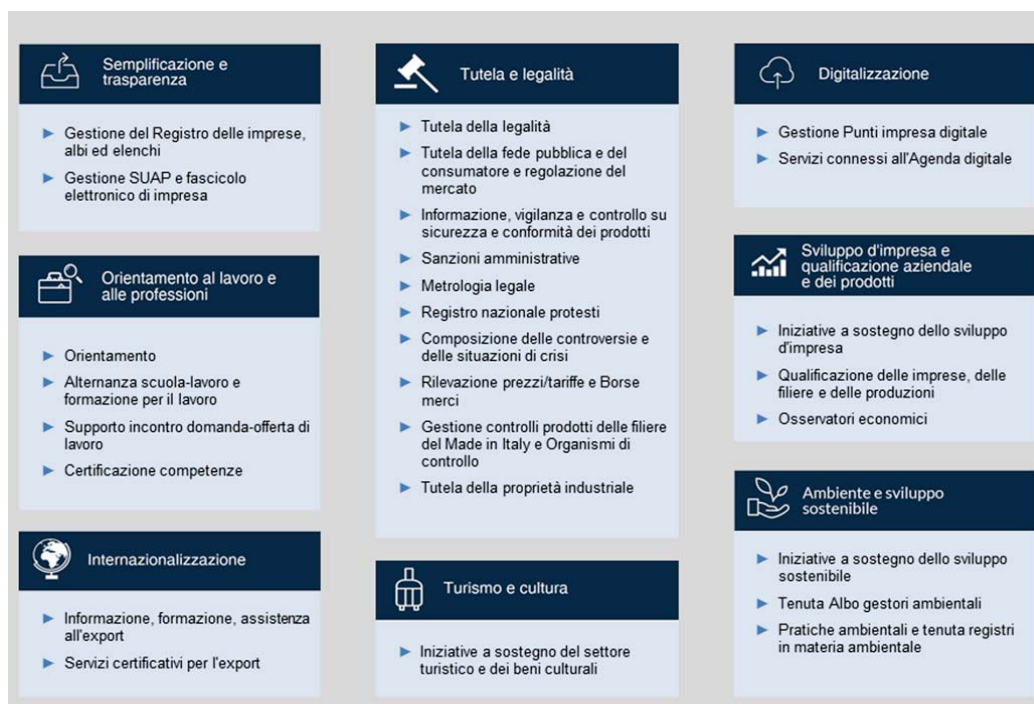 Semplificazione e
trasparenza
Gestione del Registro delle imprese,
albi ed elenchi
Gestione SUAP e fascicolo
elettronico di impresa
Orientamento al lavoro e
alle professioni
Orientamento
Alternanza scuola-lavoro e
formazione per il lavoro
Supporto incontro domanda-offerta di
lavoro
Certificazione competenze
Internazionalizzazione
Informazione, formazione, assistenza
all'export
Servizi certificativi per l'export
Tutela e legalità
Tutela della legalità
Tutela della fede pubblica e del
consumatore e regolazione del
mercato
Informazione, vigilanza e controllo su
sicurezza e conformità dei prodotti
Sanzioni amministrative
Metrologia legale
Registro nazionale protesti
Composizione delle controversie e
delle situazioni di crisi
Rilevazione prezzi/tariffe e Borse
merci
Gestione controlli prodotti delle filiere
del Made in Italy e Organismi di
controllo
Tutela della proprietà industriale
Turismo e cultura
Iniziative a sostegno del settore
turistico e dei beni culturali
Digitalizzazione
Gestione Punti impresa digitale
Servizi connessi all'Agenda digitale
Sviluppo d'impresa e
qualificazione aziendale
e dei prodotti
Iniziative a sostegno dello sviluppo
d'impresa
Qualificazione delle imprese, delle
filiere e delle produzioni
Osservatori economici
Ambiente e sviluppo
sostenibile
Iniziative a sostegno dello sviluppo
sostenibile
Tenuta Albo gestori ambientali
Pratiche ambientali e tenuta registri
in materia ambientale